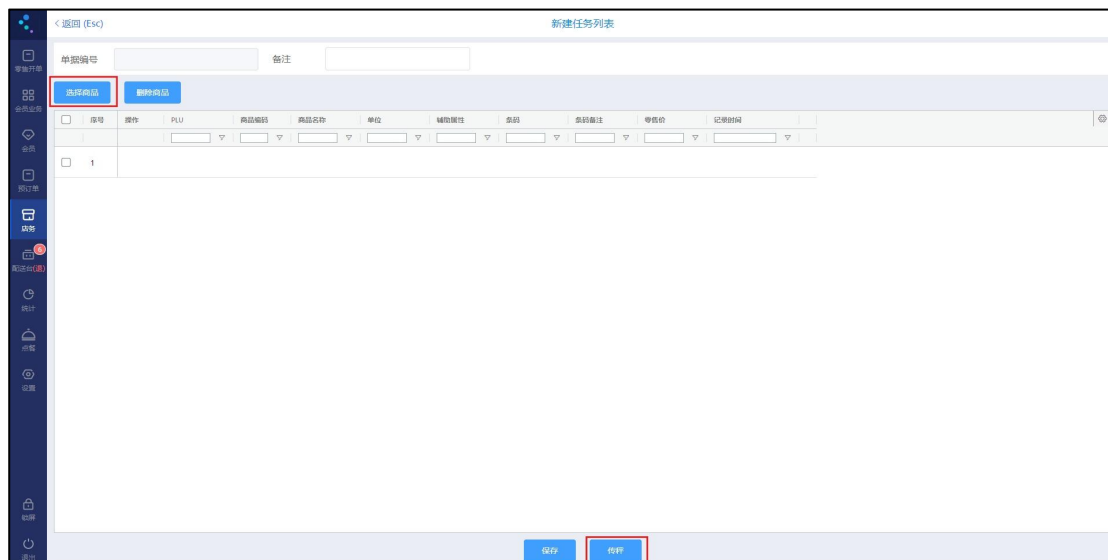 < 返回 (Esc)
新建任务列表
零售开单
会员业务
会员
预订单
店务
6
配送台(退)
统计
点餐
设置
锁屏
退出
单据编号
备注
选择商品
删除商品
序号 操作 PLU 商品编码 商品名称 单位 辅助属性 条码 条码备注 零售价 记录时间
1
保存
传秤